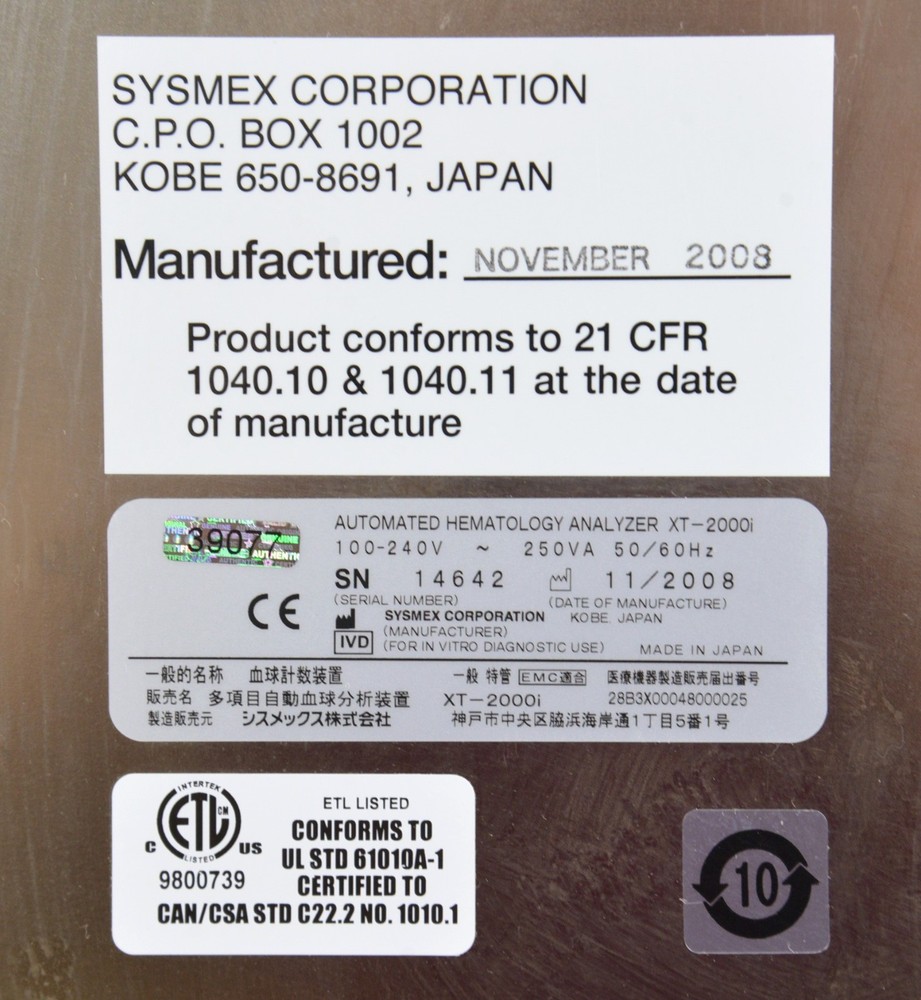 SYSMEX CORPORATION
C.P.O. BOX 1002
KOBE 650-8691, JAPAN
Manufactured: NOVEMBER 2008
Product conforms to 21 CFR
1040.10 & 1040.11 at the date
of manufacture
39077
AUTOMATED HEMATOLOGY ANALYZER XT-2000i
100-240V ~ 250VA 50/60Hz
SN 14642 11/2008
(SERIAL NUMBER) (DATE OF MANUFACTURE)
CE
SYSMEX CORPORATION KOBE, JAPAN
(MANUFACTURER)
IVD (FOR IN VITRO DIAGNOSTIC USE) MADE IN JAPAN
一般的名称 血球計数装置 一般 特管 EMC適合 医療機器製造販売届出番号
販売名 多項目自動血球分析装置 XT-2000i 28B3X00048000025
製造販売元 シスメックス株式会社 神戸市中央区脇浜海岸通1丁目5番1号
INTERTEK
ETL CM
LISTED
C US
9800739
ETL LISTED
CONFORMS TO
UL STD 61010A-1
CERTIFIED TO
CAN/CSA STD C22.2 NO. 1010.1
10